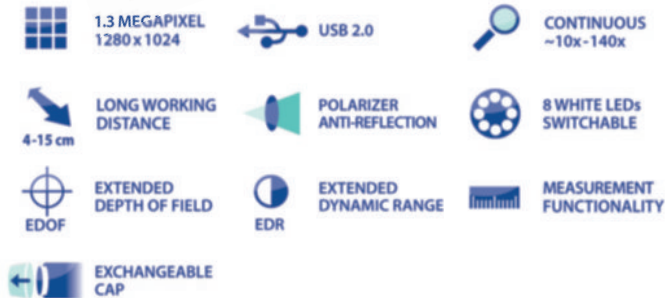 1.3 MEGAPIXEL
1280 x 1024
USB 2.0
CONTINUOUS
~10x-140x
4-15 cm
LONG WORKING
DISTANCE
POLARIZER
ANTI-REFLECTION
8 WHITE LEDs
SWITCHABLE
EDOF
EXTENDED
DEPTH OF FIELD
EDR
EXTENDED
DYNAMIC RANGE
MEASUREMENT
FUNCTIONALITY
EXCHANGEABLE
CAP